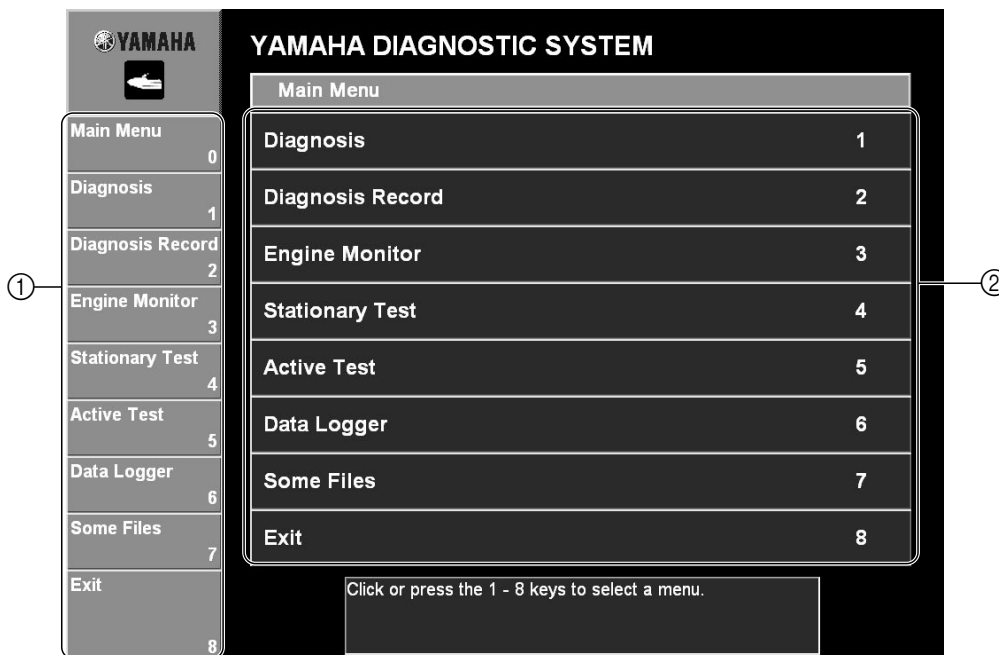 YAMAHA
YAMAHA DIAGNOSTIC SYSTEM
Main Menu
①
Main Menu 0
Diagnosis 1
Diagnosis Record 2
Engine Monitor 3
Stationary Test 4
Active Test 5
Data Logger 6
Some Files 7
Exit 8
②
Diagnosis 1
Diagnosis Record 2
Engine Monitor 3
Stationary Test 4
Active Test 5
Data Logger 6
Some Files 7
Exit 8
Click or press the 1 - 8 keys to select a menu.